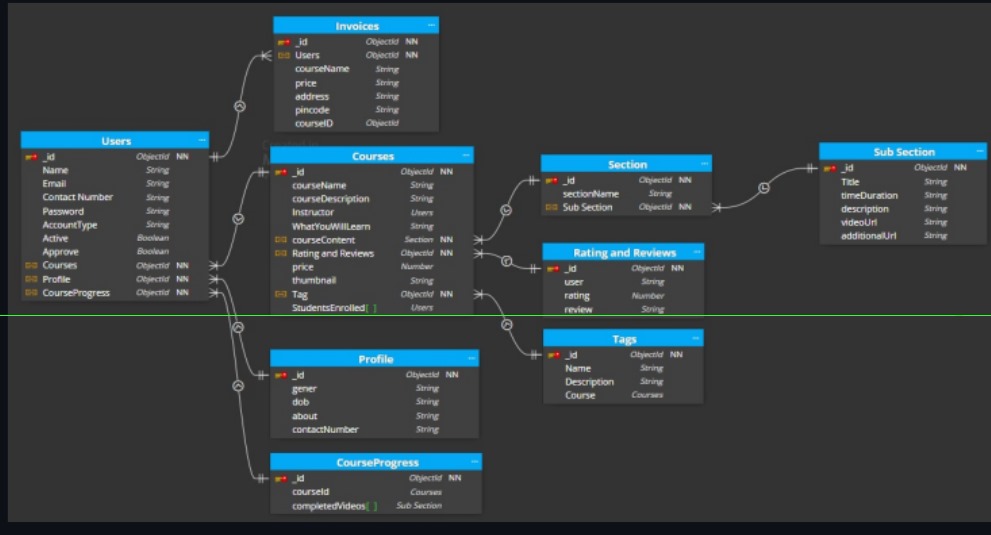 Invoices
_id ObjectId NN
Users ObjectId NN
courseName String
price String
address String
pincode String
courseID ObjectId
Users
_id ObjectId NN
Name String
Email String
Contact Number String
Password String
AccountType String
Active Boolean
Approve Boolean
Courses ObjectId NN
Profile ObjectId NN
CourseProgress ObjectId NN
Courses
_id ObjectId NN
courseName String
courseDescription String
Instructor Users
WhatYouWillLearn String
courseContent Section NN
Rating and Reviews ObjectId NN
price Number
thumbnail String
Tag ObjectId NN
StudentsEnrolled[ ] Users
Section
_id ObjectId NN
sectionName String
Sub Section ObjectId NN
Sub Section
_id ObjectId NN
Title String
timeDuration String
description String
videoUrl String
additionalUrl String
Rating and Reviews
_id ObjectId NN
user String
rating Number
review String
Tags
_id ObjectId NN
Name String
Description String
Course Courses
Profile
_id ObjectId NN
gener String
dob String
about String
contactNumber String
CourseProgress
_id ObjectId NN
courseId Courses
completedVideos[ ] Sub Section